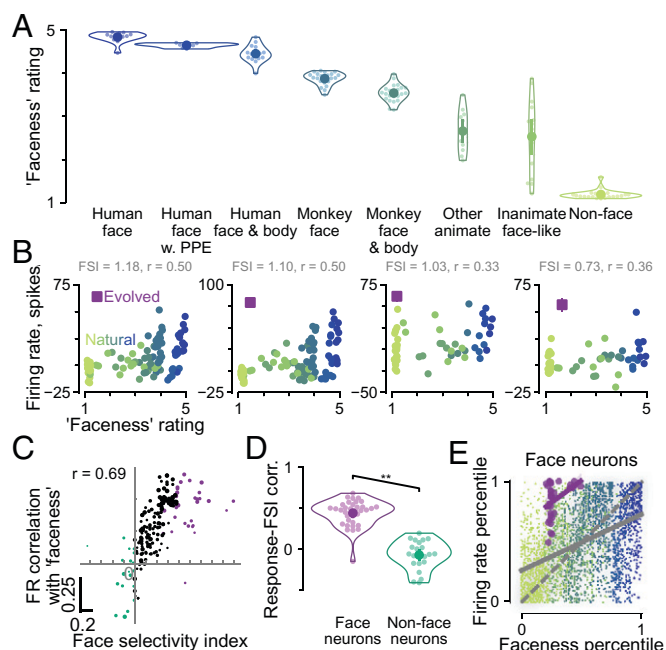 A
5
'Faceness' rating
1
Human
face
Human
face
w. PPE
Human
face & body
Monkey
face
Monkey
face & body
Other
animate
Inanimate
face-like
Non-face
B
FSI = 1.18, r = 0.50
FSI = 1.10, r = 0.50
FSI = 1.03, r = 0.33
FSI = 0.73, r = 0.36
Firing rate, spikes
75
Evolved
Natural
−25
1
5
'Faceness' rating
100
−25
1
5
75
−50
1
5
75
−25
1
5
C
r = 0.69
FR correlation
with 'faceness'
0.25
0.2
0
Face selectivity index
D
Response-FSI corr.
1
0
**
Face
neurons
Non-face
neurons
E
Face neurons
Firing rate percentile
1
0
0
1
Faceness percentile